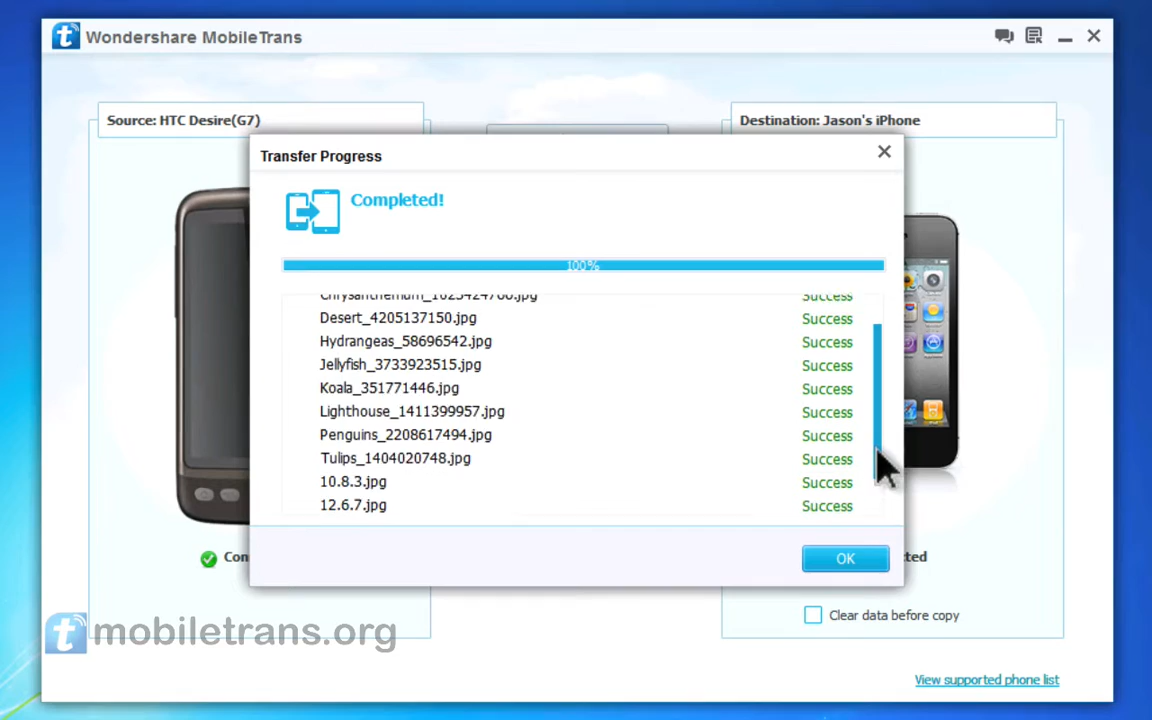 Wondershare MobileTrans
Source: HTC Desire(G7)
Destination: Jason's iPhone
Transfer Progress
Completed!
100%
Desert_4205137150.jpg Success
Hydrangeas_58696542.jpg Success
Jellyfish_3733923515.jpg Success
Koala_351771446.jpg Success
Lighthouse_1411399957.jpg Success
Penguins_2208617494.jpg Success
Tulips_1404020748.jpg Success
10.8.3.jpg Success
12.6.7.jpg Success
OK
Clear data before copy
mobiletrans.org
View supported phone list